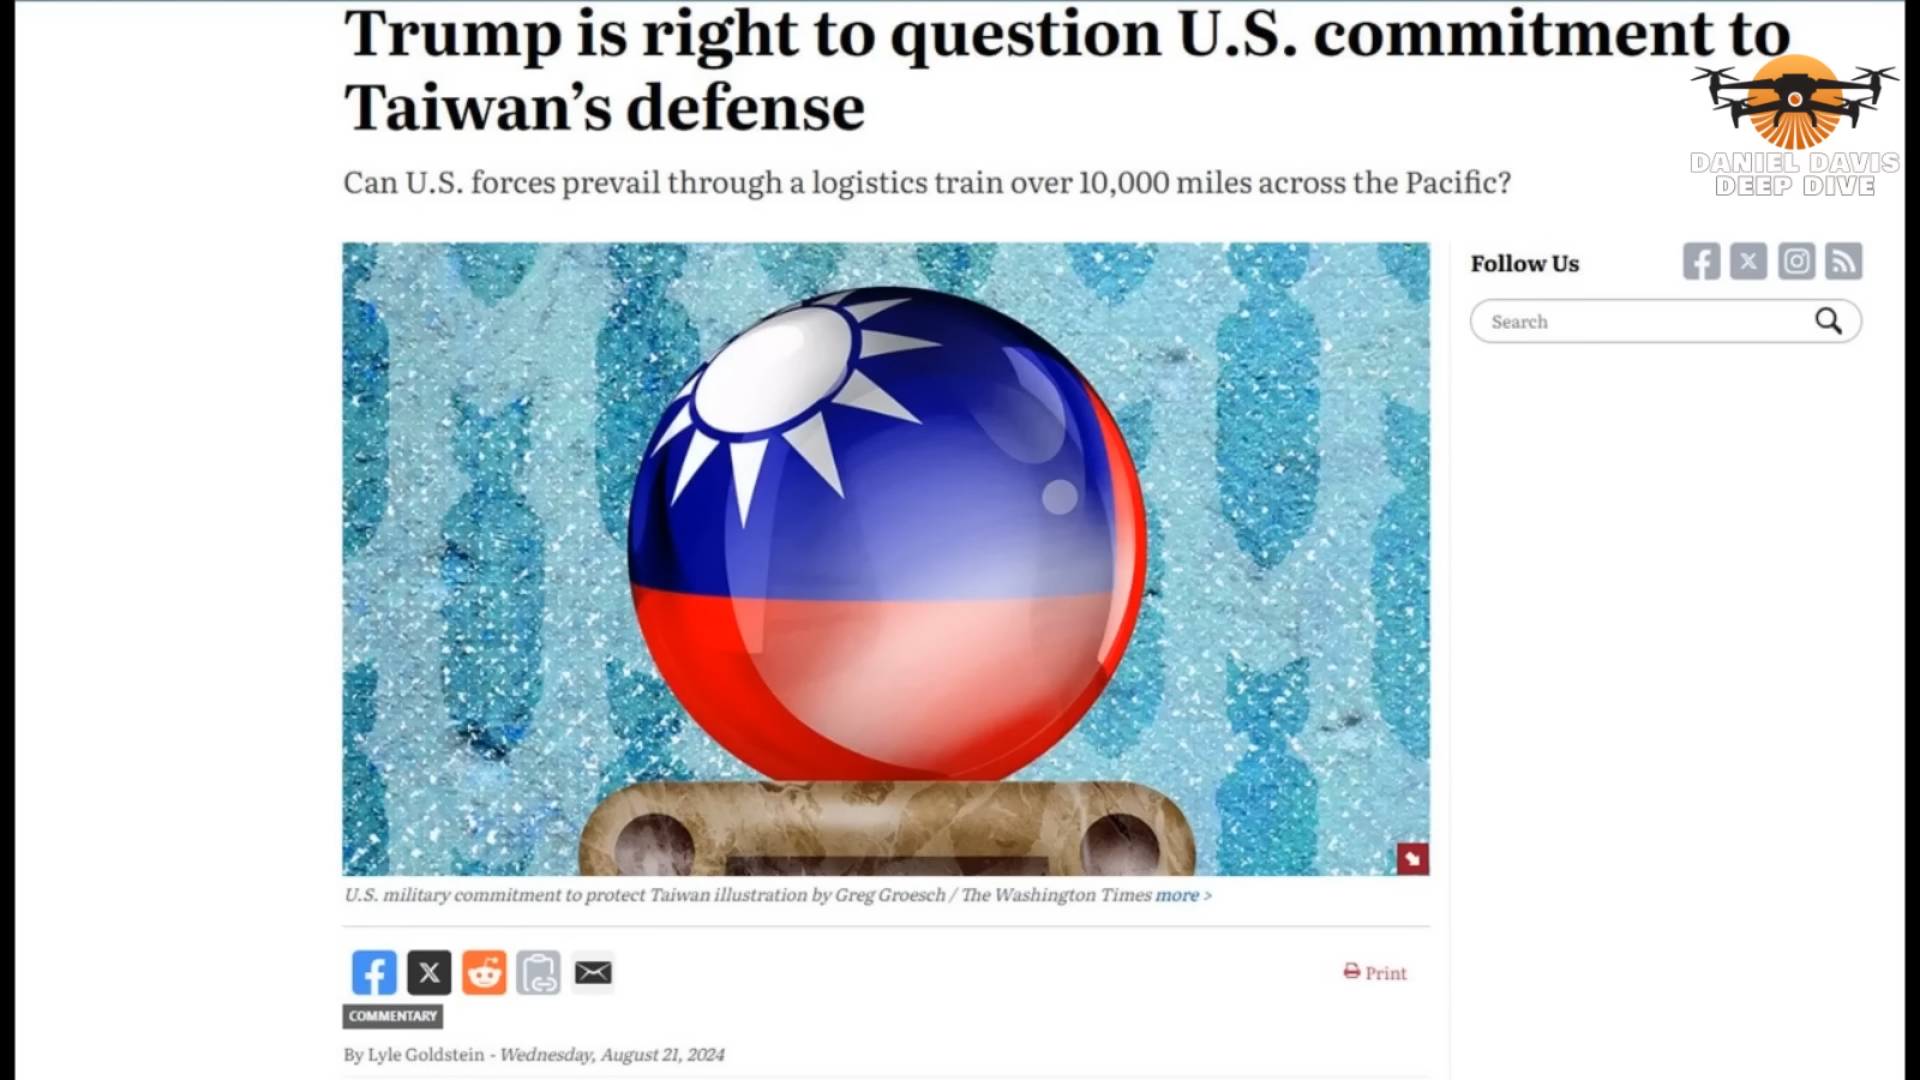 Trump is right to question U.S. commitment to
Taiwan’s defense
DANIEL DAVIS
DEEP DIVE
Can U.S. forces prevail through a logistics train over 10,000 miles across the Pacific?
Follow Us
Search
U.S. military commitment to protect Taiwan illustration by Greg Groesch / The Washington Times more >
Print
COMMENTARY
By Lyle Goldstein - Wednesday, August 21, 2024